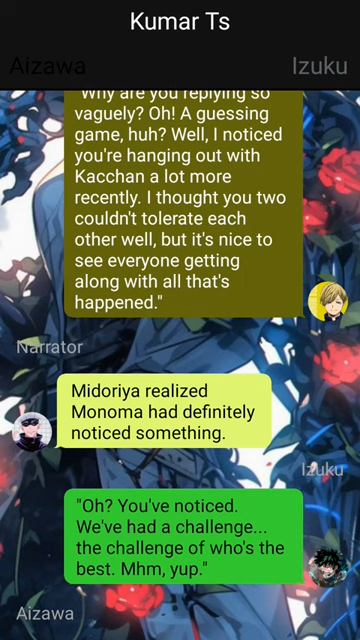 Kumar Ts
Aizawa
Izuku
"Why are you replying so
vaguely? Oh! A guessing
game, huh? Well, I noticed
you're hanging out with
Kacchan a lot more
recently. I thought you two
couldn't tolerate each
other well, but it's nice to
see everyone getting
along with all that's
happened."
Narrator
Midoriya realized
Monoma had definitely
noticed something.
Izuku
"Oh? You've noticed.
We've had a challenge...
the challenge of who's the
best. Mhm, yup."
Aizawa